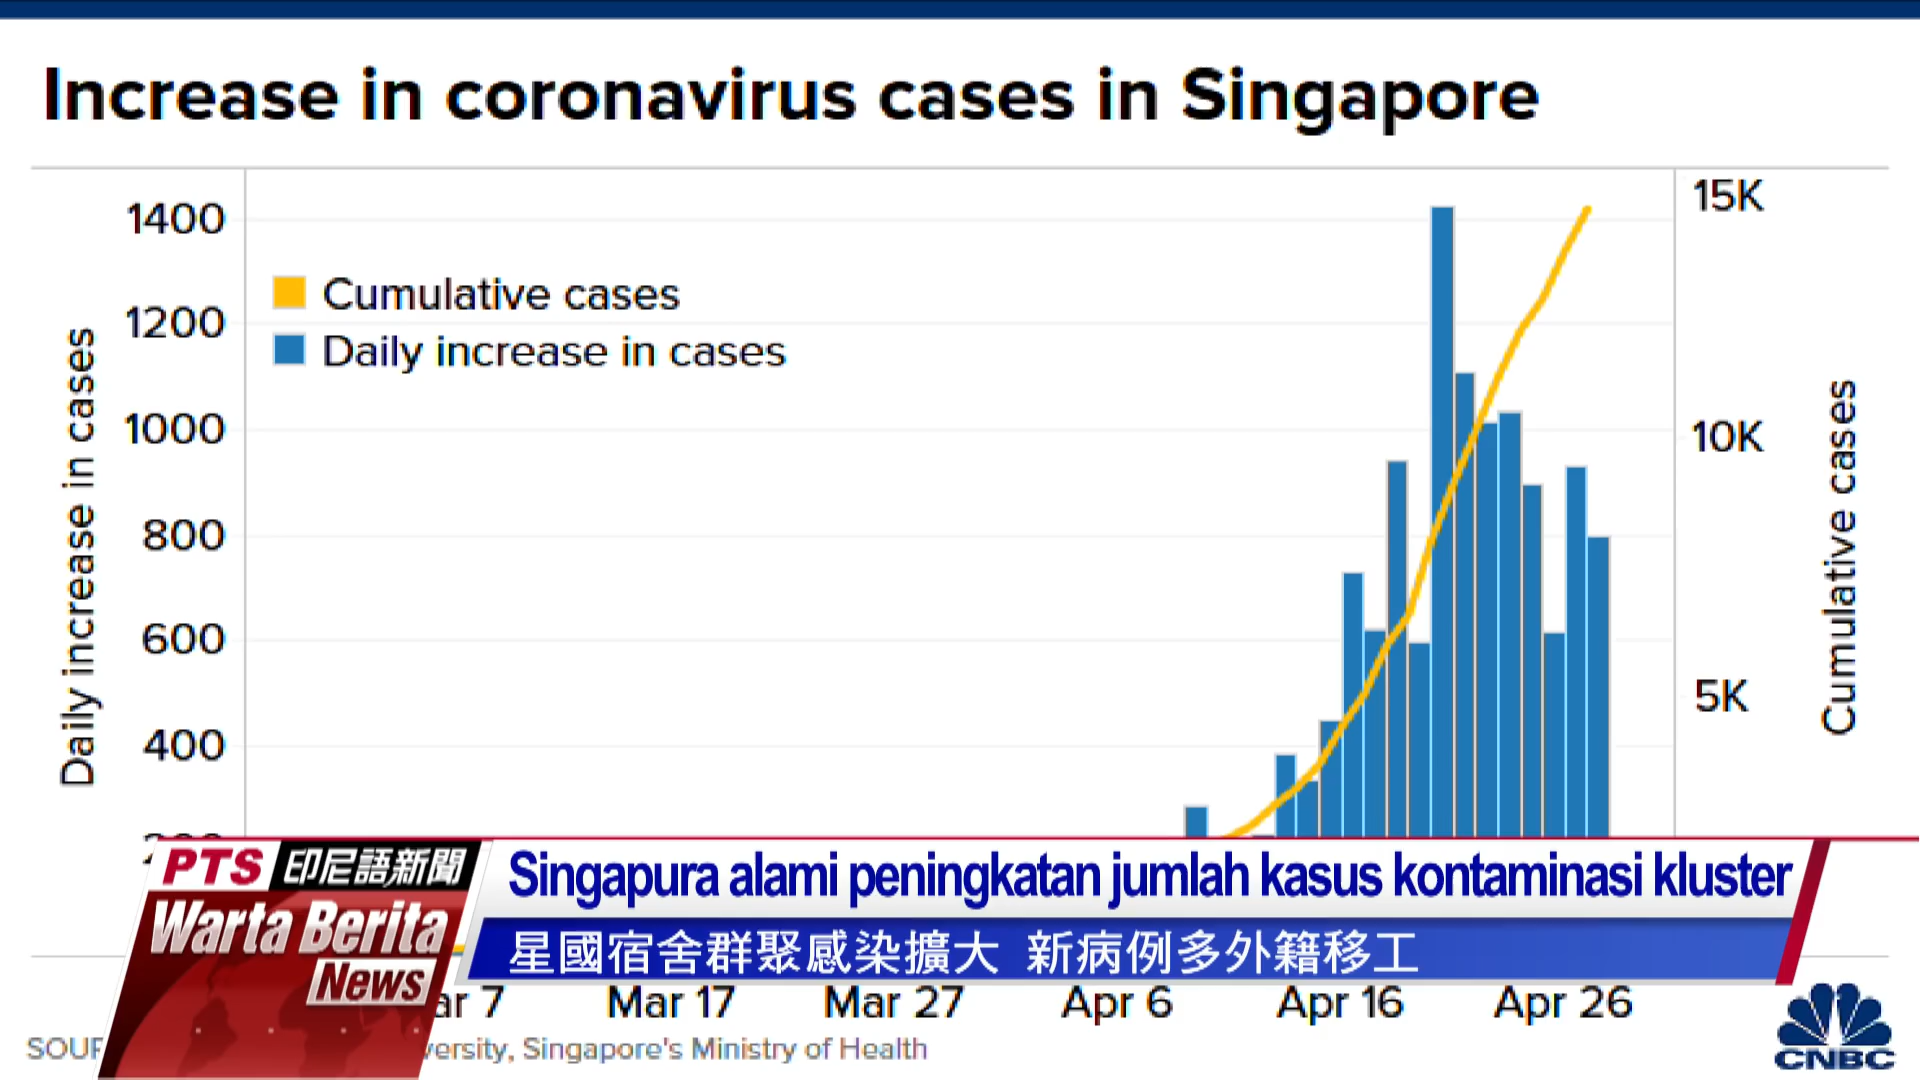 Increase in coronavirus cases in Singapore
1400
1200
1000
800
600
400
Daily increase in cases
Cumulative cases
Daily increase in cases
15K
10K
5K
Cumulative cases
PTS 印尼語新聞
Warta Berita
News
Singapura alami peningkatan jumlah kasus kontaminasi kluster
星國宿舍群聚感染擴大 新病例多外籍移工
7 Mar 17 Mar 27 Apr 6 Apr 16 Apr 26
Singapore's Ministry of Health
CNBC